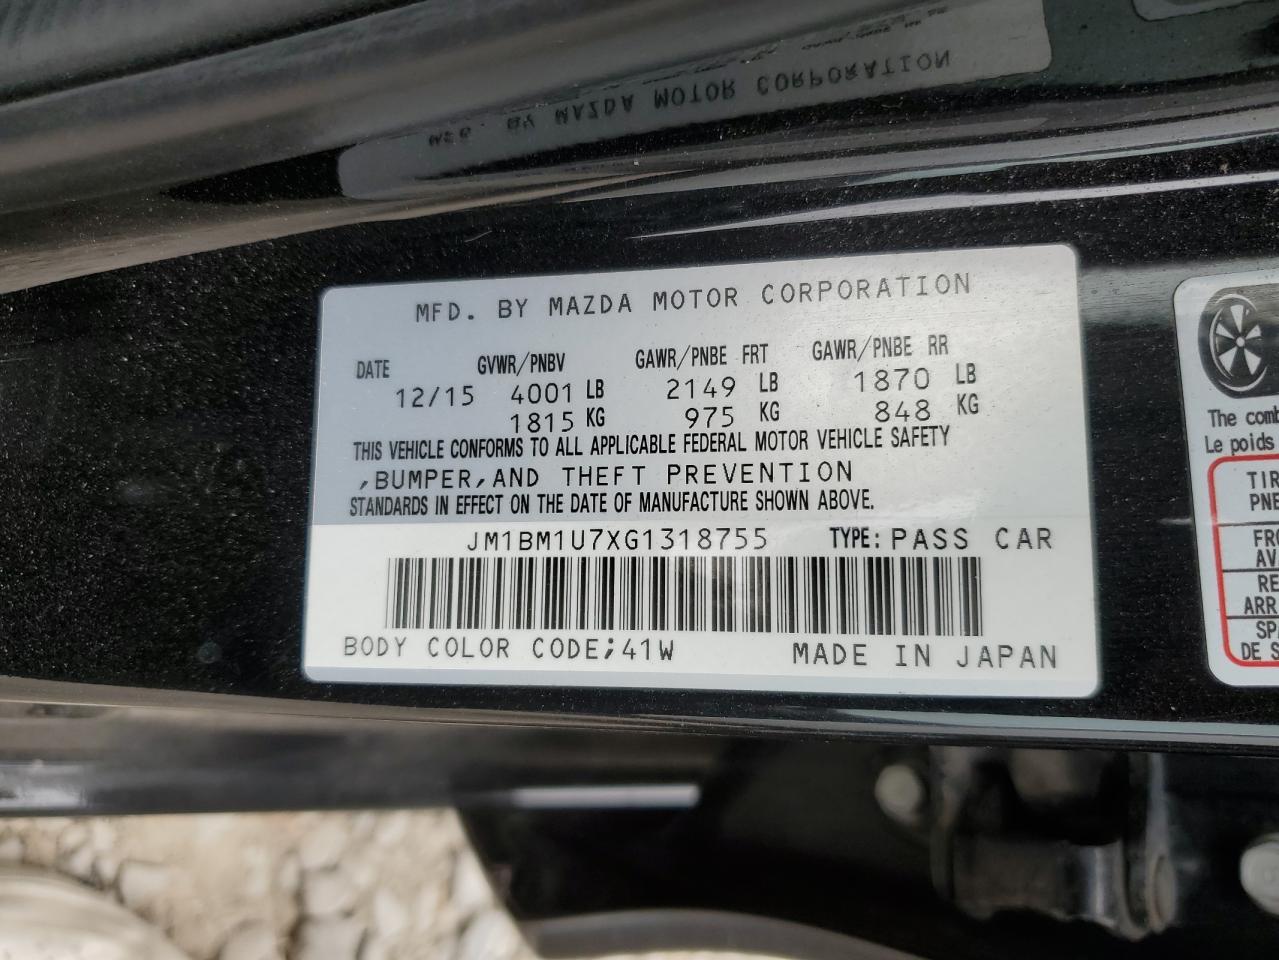 MFD. BY MAZDA MOTOR CORPORATION
MFD. BY MAZDA MOTOR CORPORATION
DATE GVWR/PNBV GAWR/PNBE FRT GAWR/PNBE RR
12/15 4001 LB 2149 LB 1870 LB
1815 KG 975 KG 848 KG
THIS VEHICLE CONFORMS TO ALL APPLICABLE FEDERAL MOTOR VEHICLE SAFETY
,BUMPER,AND THEFT PREVENTION
STANDARDS IN EFFECT ON THE DATE OF MANUFACTURE SHOWN ABOVE.
JM1BM1U7XG1318755 TYPE: PASS CAR
BODY COLOR CODE;41W MADE IN JAPAN
The comb
Le poids
TIR
PNE
FRO
AV
RE
ARR
SP
DE S